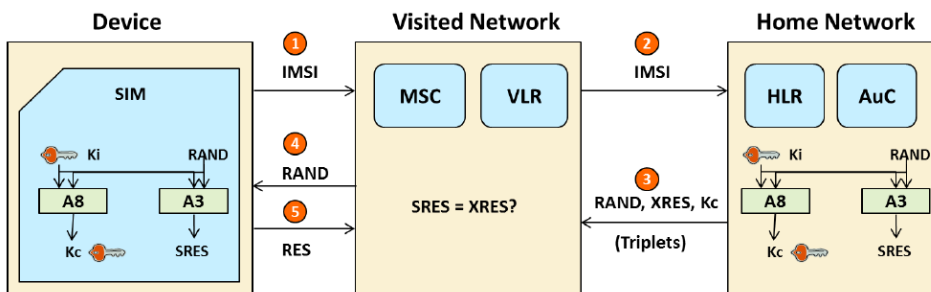 Device
Visited Network
Home Network
1
IMSI
2
IMSI
SIM
MSC
VLR
HLR
AuC
Ki
RAND
4
RAND
3
RAND, XRES, Kc
(Triplets)
Ki
RAND
A8
A3
SRES = XRES?
A8
A3
5
RES
Kc
SRES
Kc
SRES